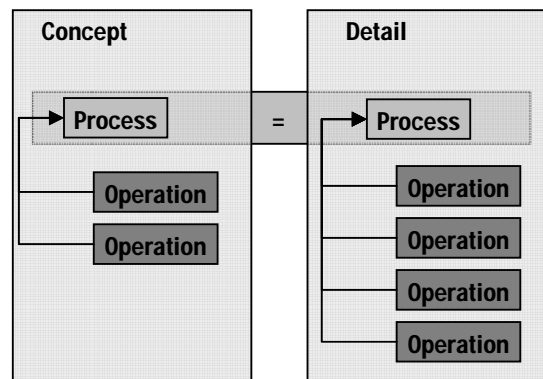 Concept
Process
Operation
Operation
=
Detail
Process
Operation
Operation
Operation
Operation